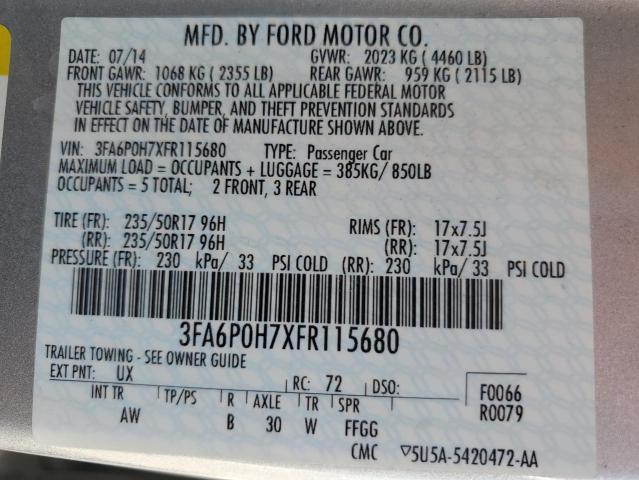 MFD. BY FORD MOTOR CO.
DATE: 07/14 GVWR: 2023 KG ( 4460 LB)
FRONT GAWR: 1068 KG ( 2355 LB) REAR GAWR: 959 KG ( 2115 LB)
THIS VEHICLE CONFORMS TO ALL APPLICABLE FEDERAL MOTOR
VEHICLE SAFETY, BUMPER, AND THEFT PREVENTION STANDARDS
IN EFFECT ON THE DATE OF MANUFACTURE SHOWN ABOVE.
VIN: 3FA6P0H7XFR115680 TYPE: Passenger Car
MAXIMUM LOAD = OCCUPANTS + LUGGAGE = 385KG/ 850LB
OCCUPANTS = 5 TOTAL; 2 FRONT, 3 REAR
TIRE (FR): 235/50R17 96H RIMS (FR): 17x7.5J
(RR): 235/50R17 96H (RR): 17x7.5J
PRESSURE (FR): 230 kPa/ 33 PSI COLD (RR): 230 kPa/ 33 PSI COLD
3FA6P0H7XFR115680
TRAILER TOWING - SEE OWNER GUIDE
EXT PNT: UX RC: 72 DSO: F0066
INT TR TP/PS R AXLE TR SPR R0079
AW B 30 W FFGG
CMC ▽5U5A-5420472-AA